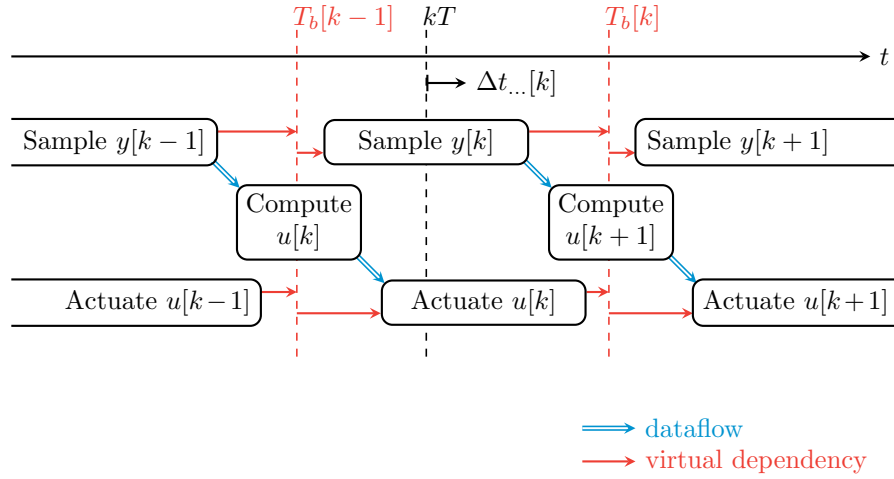 T_b[k − 1]
kT
T_b[k]
t
Δt_...[k]
Sample y[k − 1]
Sample y[k]
Sample y[k + 1]
Compute
u[k]
Compute
u[k + 1]
Actuate u[k−1]
Actuate u[k]
Actuate u[k+1]
dataflow
virtual dependency